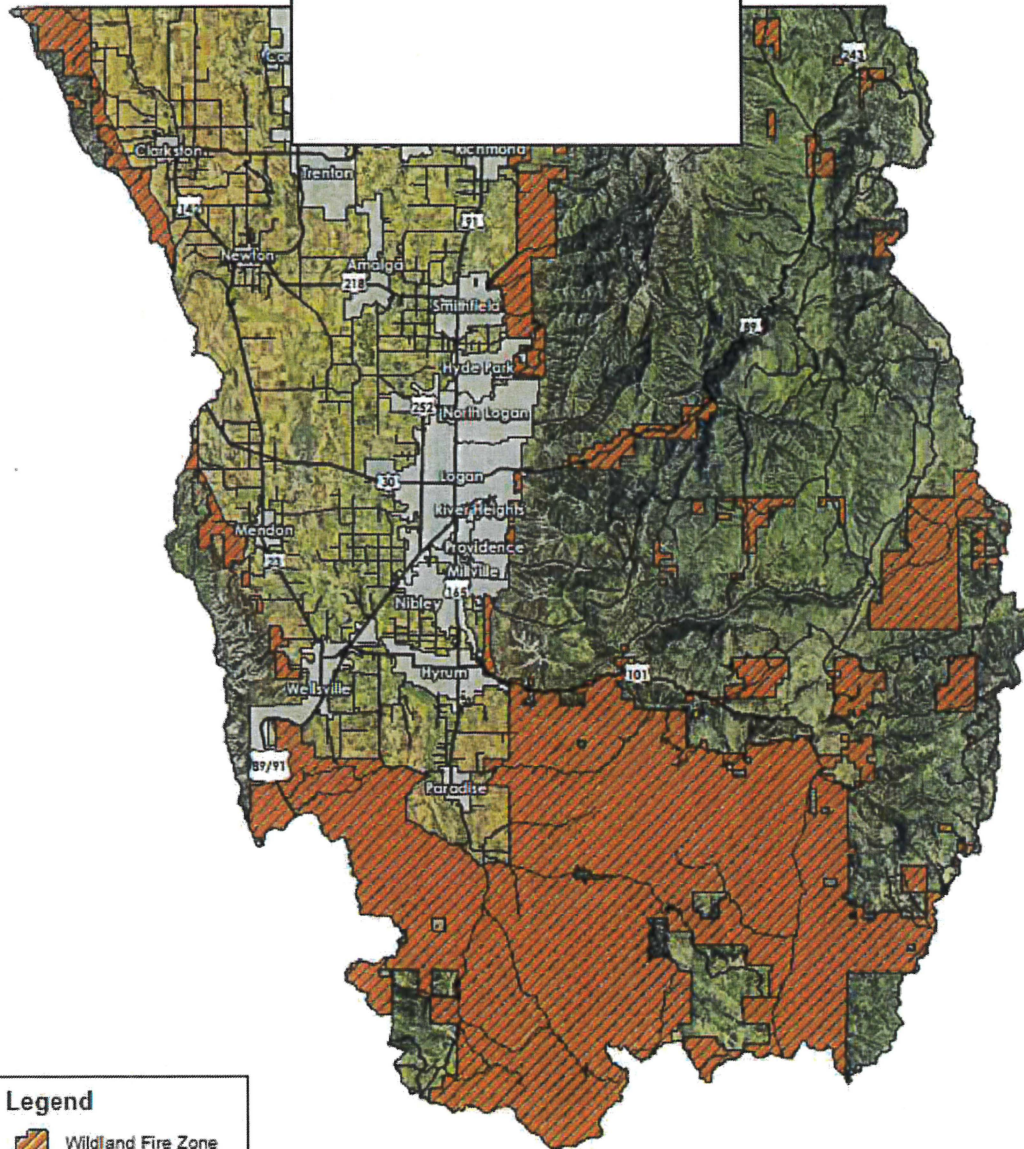 243
Clarkston
Richmond
Trenton
142
91
Newton
Amalga
218
Smithfield
89
Hyde Park
252
North Logan
30
Logan
River Heights
Mendon
Providence
23
Millville
165
Nibley
101
Hyrum
Wellsville
89/91
Paradise
Legend
Wildland Fire Zone